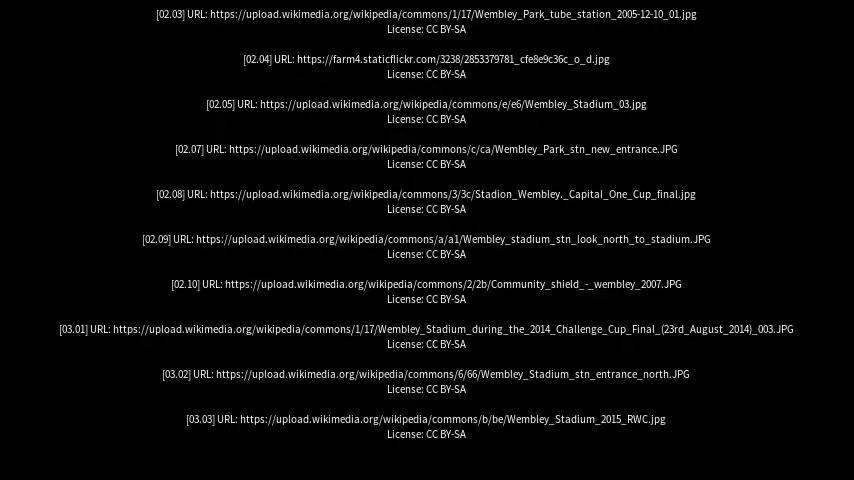 [02.03] URL: https://upload.wikimedia.org/wikipedia/commons/1/17/Wembley_Park_tube_station_2005-12-10_01.jpg
License: CC BY-SA
[02.04] URL: https://farm4.staticflickr.com/3238/2853379781_cfe8e9c36c_o_d.jpg
License: CC BY-SA
[02.05] URL: https://upload.wikimedia.org/wikipedia/commons/e/e6/Wembley_Stadium_03.jpg
License: CC BY-SA
[02.07] URL: https://upload.wikimedia.org/wikipedia/commons/c/ca/Wembley_Park_stn_new_entrance.JPG
License: CC BY-SA
[02.08] URL: https://upload.wikimedia.org/wikipedia/commons/3/3c/Stadion_Wembley._Capital_One_Cup_final.jpg
License: CC BY-SA
[02.09] URL: https://upload.wikimedia.org/wikipedia/commons/a/a1/Wembley_stadium_stn_look_north_to_stadium.JPG
License: CC BY-SA
[02.10] URL: https://upload.wikimedia.org/wikipedia/commons/2/2b/Community_shield_-_wembley_2007.JPG
License: CC BY-SA
[03.01] URL: https://upload.wikimedia.org/wikipedia/commons/1/17/Wembley_Stadium_during_the_2014_Challenge_Cup_Final_(23rd_August_2014)_003.JPG
License: CC BY-SA
[03.02] URL: https://upload.wikimedia.org/wikipedia/commons/6/66/Wembley_Stadium_stn_entrance_north.JPG
License: CC BY-SA
[03.03] URL: https://upload.wikimedia.org/wikipedia/commons/b/be/Wembley_Stadium_2015_RWC.jpg
License: CC BY-SA